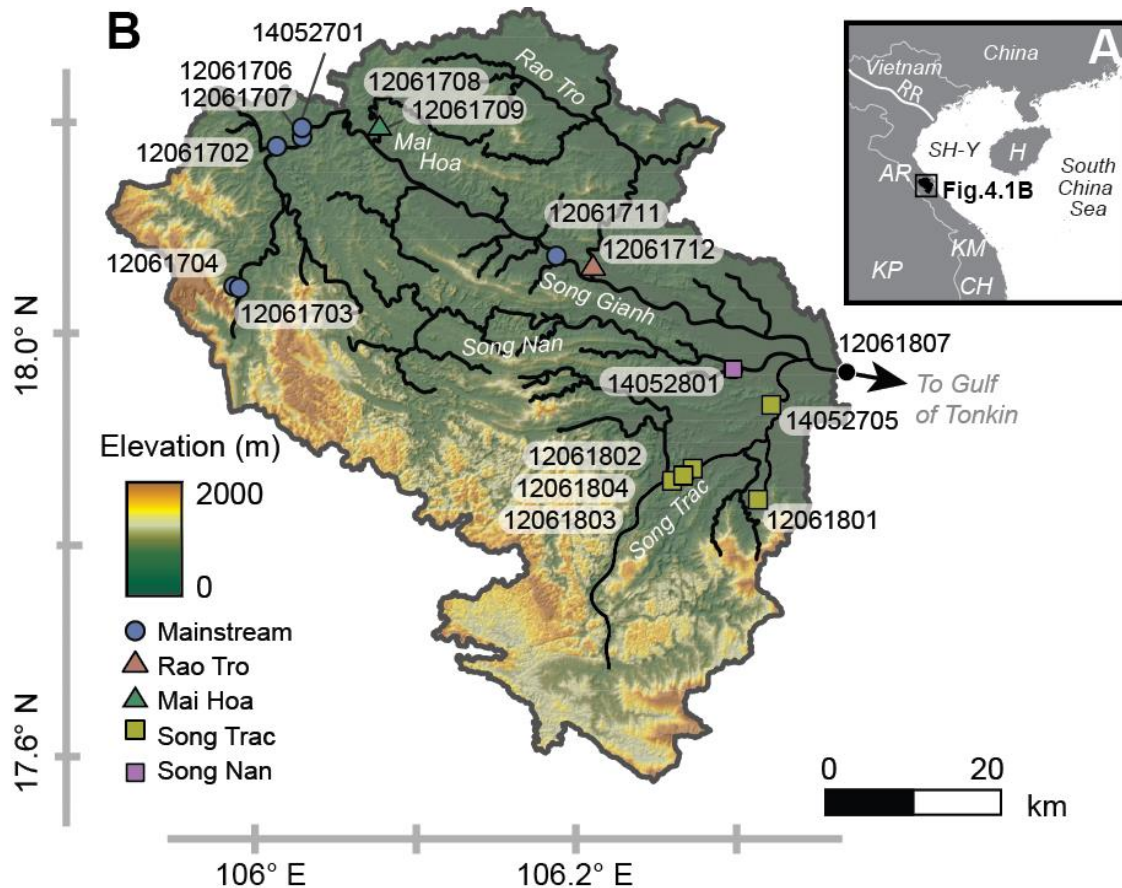 B
14052701
12061706
12061707
12061702
12061708
12061709
Rao Tro
Mai
Hoa
12061711
12061712
12061704
12061703
Song Gianh
Song Nan
14052801
12061807
To Gulf
of Tonkin
14052705
12061802
12061804
12061803
Song Trac
12061801
Elevation (m)
2000
0
Mainstream
Rao Tro
Mai Hoa
Song Trac
Song Nan
18.0° N
17.6° N
106° E
106.2° E
0
20
km
A
China
Vietnam
RR
SH-Y
H
South
China
Sea
AR
Fig.4.1B
KM
KP
CH